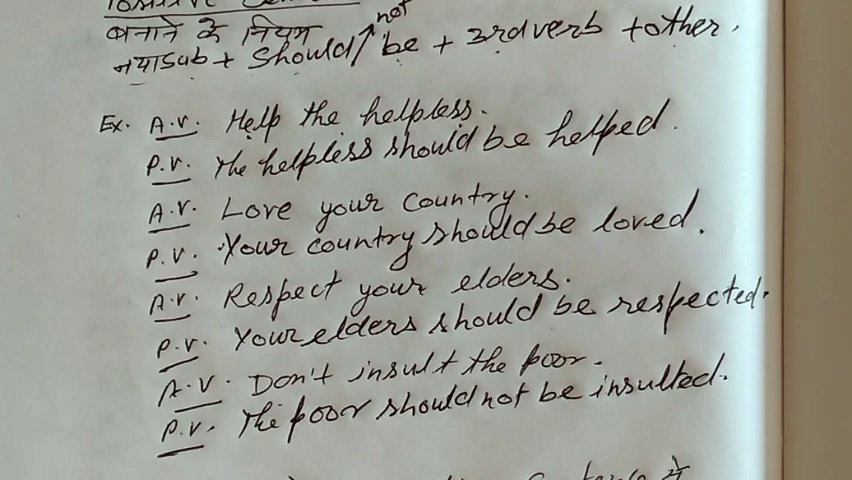 बनाने के नियम
नयाSub + Should/not be + 3rd verb + other.
Ex. A.V. Help the helpless.
P.V. The helpless should be helped.
A.V. Love your country.
P.V. Your country should be loved.
A.V. Respect your elders.
P.V. Your elders should be respected.
A.V. Don't insult the poor.
P.V. The poor should not be insulted.